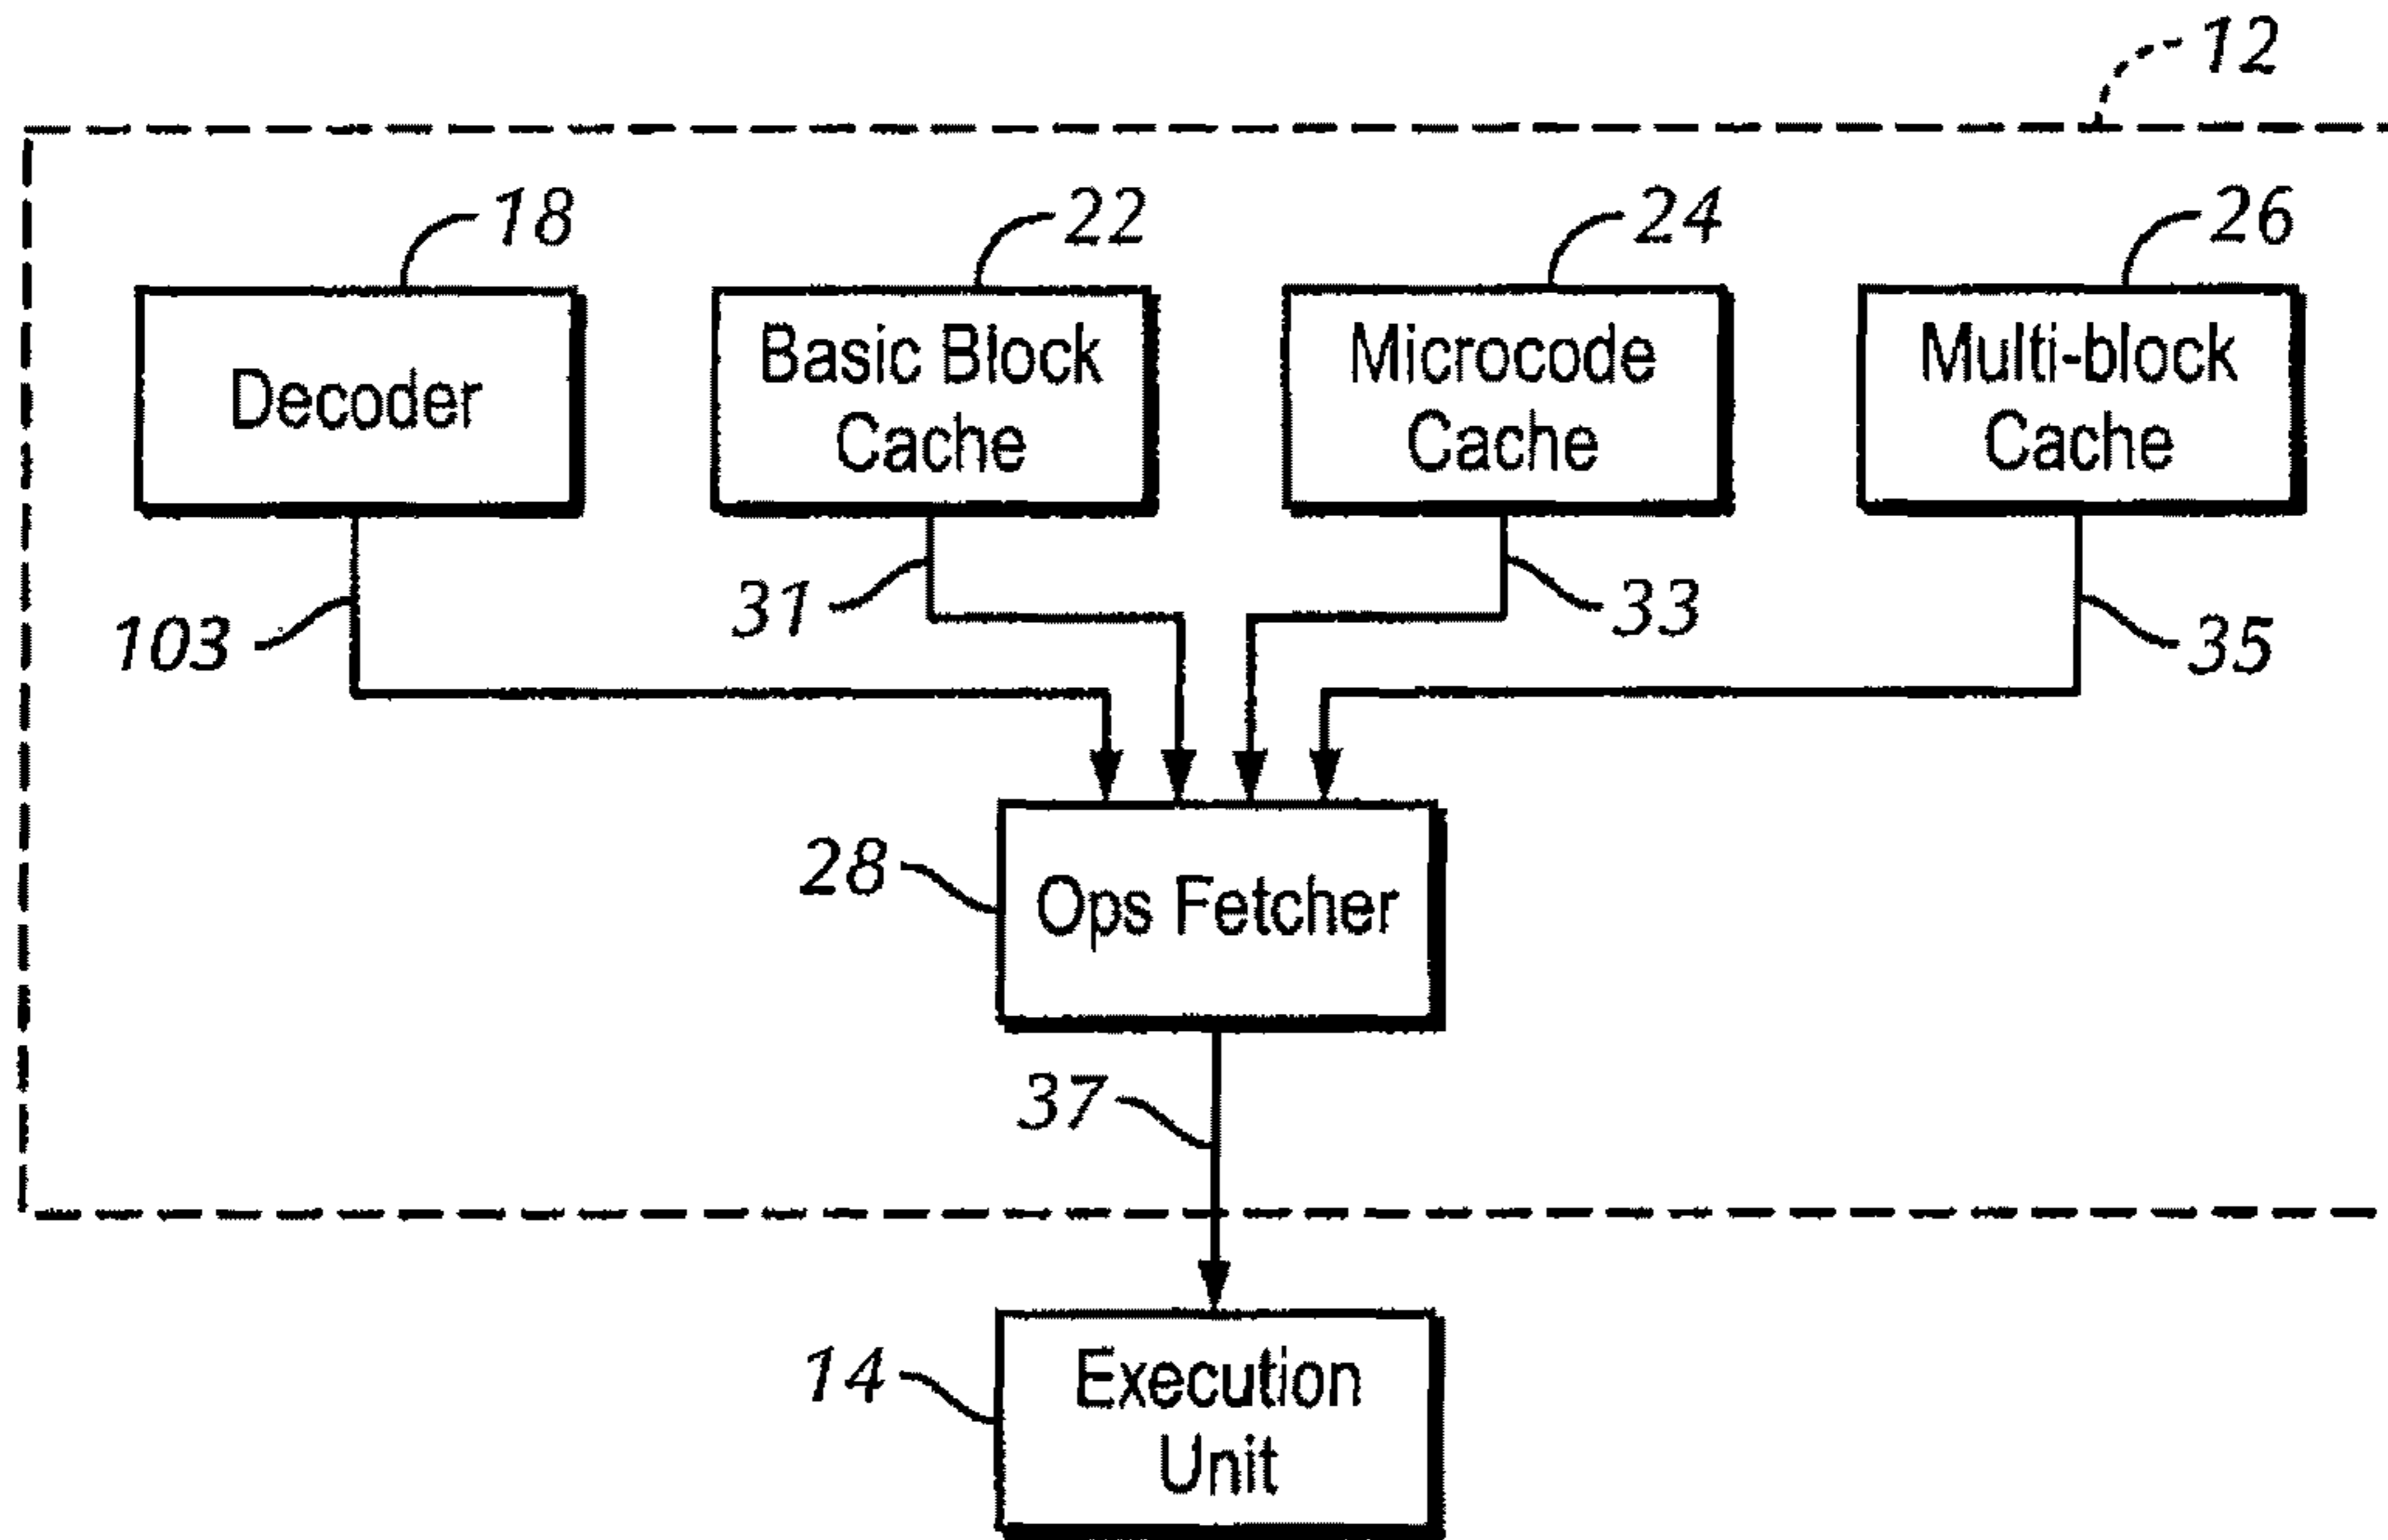 12
18
22
24
26
Decoder
Basic Block
Cache
Microcode
Cache
Multi-block
Cache
103
31
33
35
28
Ops Fetcher
37
14
Execution
Unit